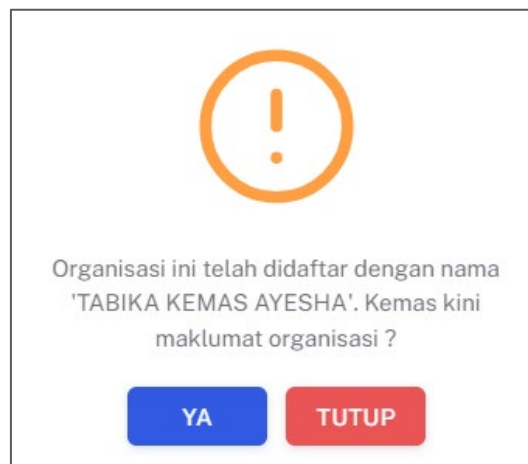 Organisasi ini telah didaftar dengan nama
'TABIKA KEMAS AYESHA'. Kemas kini
maklumat organisasi ?
YA TUTUP